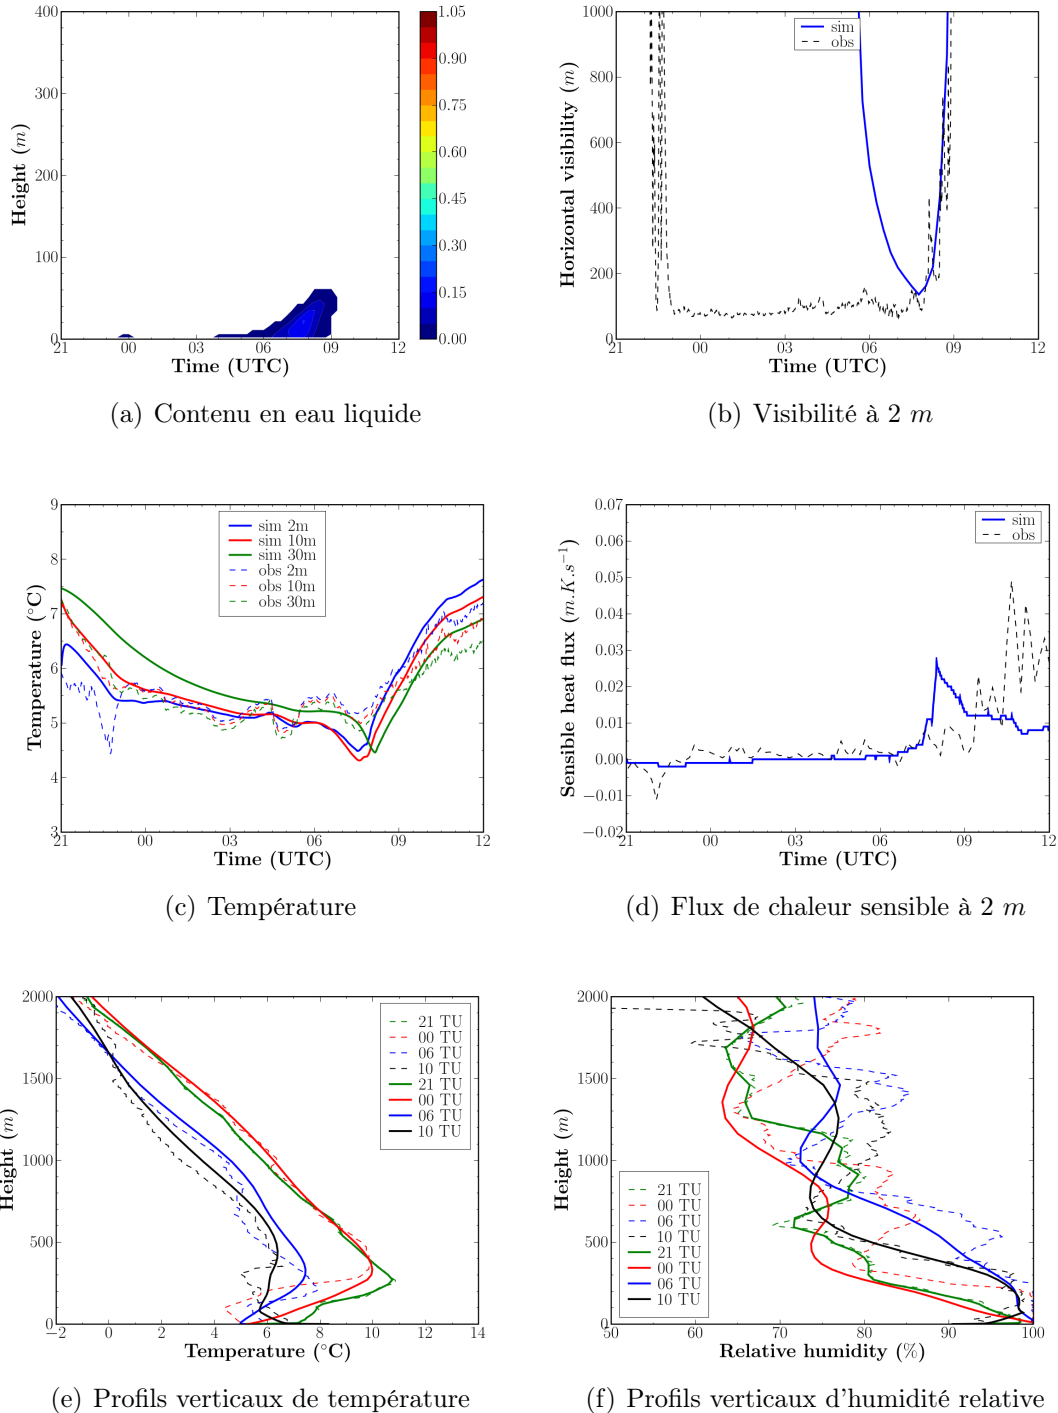 400
300
200
100
0
Height (m)
21 00 03 06 09 12
Time (UTC)
1.05
0.90
0.75
0.60
0.45
0.30
0.15
0.00
(a) Contenu en eau liquide
1000
800
600
400
200
0
Horizontal visibility (m)
sim
obs
21 00 03 06 09 12
Time (UTC)
(b) Visibilité à 2 m
9
8
7
6
5
4
3
Temperature (°C)
sim 2m
sim 10m
sim 30m
obs 2m
obs 10m
obs 30m
21 00 03 06 09 12
Time (UTC)
(c) Température
0.07
0.06
0.05
0.04
0.03
0.02
0.01
0.00
−0.01
−0.02
Sensible heat flux (m.K.s⁻¹)
sim
obs
21 00 03 06 09 12
Time (UTC)
(d) Flux de chaleur sensible à 2 m
2000
1500
1000
500
0
Height (m)
21 TU
00 TU
06 TU
10 TU
21 TU
00 TU
06 TU
10 TU
−2 0 2 4 6 8 10 12 14
Temperature (°C)
(e) Profils verticaux de température
2000
1500
1000
500
0
Height (m)
21 TU
00 TU
06 TU
10 TU
21 TU
00 TU
06 TU
10 TU
50 60 70 80 90 100
Relative humidity (%)
(f) Profils verticaux d'humidité relative